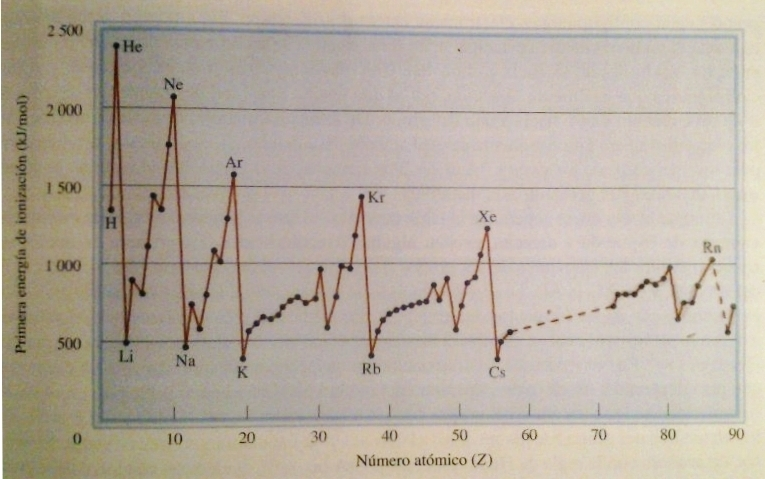 Primera energía de ionización (kJ/mol)
2 500
2 000
1 500
1 000
500
0
He
Ne
Ar
Kr
Xe
Rn
H
Li
Na
K
Rb
Cs
10 20 30 40 50 60 70 80 90
Número atómico (Z)